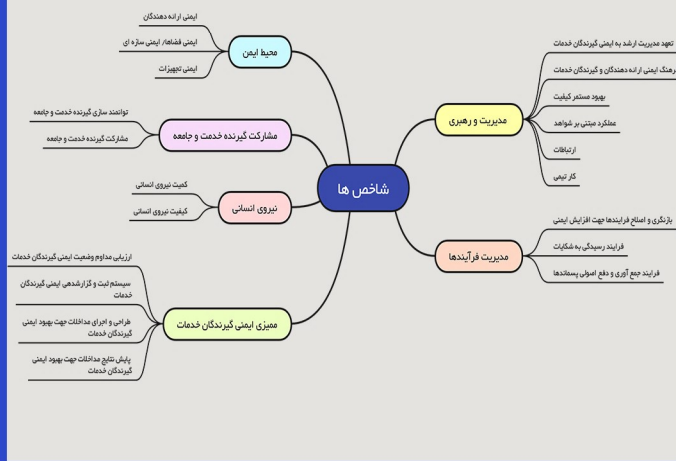 شاخص ها
مدیریت و رهبری
تعهد مدیریت ارشد به ایمنی گیرندگان خدمات
فرهنگ ایمنی ارائه دهندگان و گیرندگان خدمات
بهبود مستمر کیفیت
عملکرد مبتنی بر شواهد
ارتباطات
کار تیمی
مدیریت فرآیندها
بازنگری و اصلاح فرایندها جهت افزایش ایمنی
فرایند رسیدگی به شکایات
فرایند جمع آوری و دفع اصولی پسماندها
محیط ایمن
ایمنی ارائه دهندگان
ایمنی فضاها/ ایمنی سازه ای
ایمنی تجهیزات
مشارکت گیرنده خدمت و جامعه
توانمند سازی گیرنده خدمت و جامعه
مشارکت گیرنده خدمت و جامعه
نیروی انسانی
کمیت نیروی انسانی
کیفیت نیروی انسانی
ممیزی ایمنی گیرندگان خدمات
ارزیابی مداوم وضعیت ایمنی گیرندگان خدمات
سیستم ثبت و گزارشدهی ایمنی گیرندگان
خدمات
طراحی و اجرای مداخلات جهت بهبود ایمنی
گیرندگان خدمات
پایش نتایج مداخلات جهت بهبود ایمنی
گیرندگان خدمات